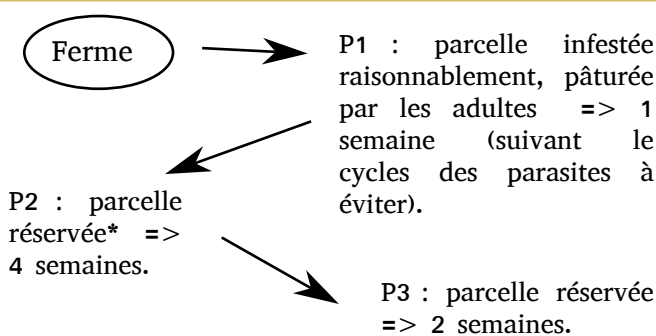 Ferme
P1 : parcelle infestée
raisonnablement, pâturée
par les adultes => 1
semaine (suivant le
cycles des parasites à
éviter).
P2 : parcelle
réservée* =>
4 semaines.
P3 : parcelle réservée
=> 2 semaines.